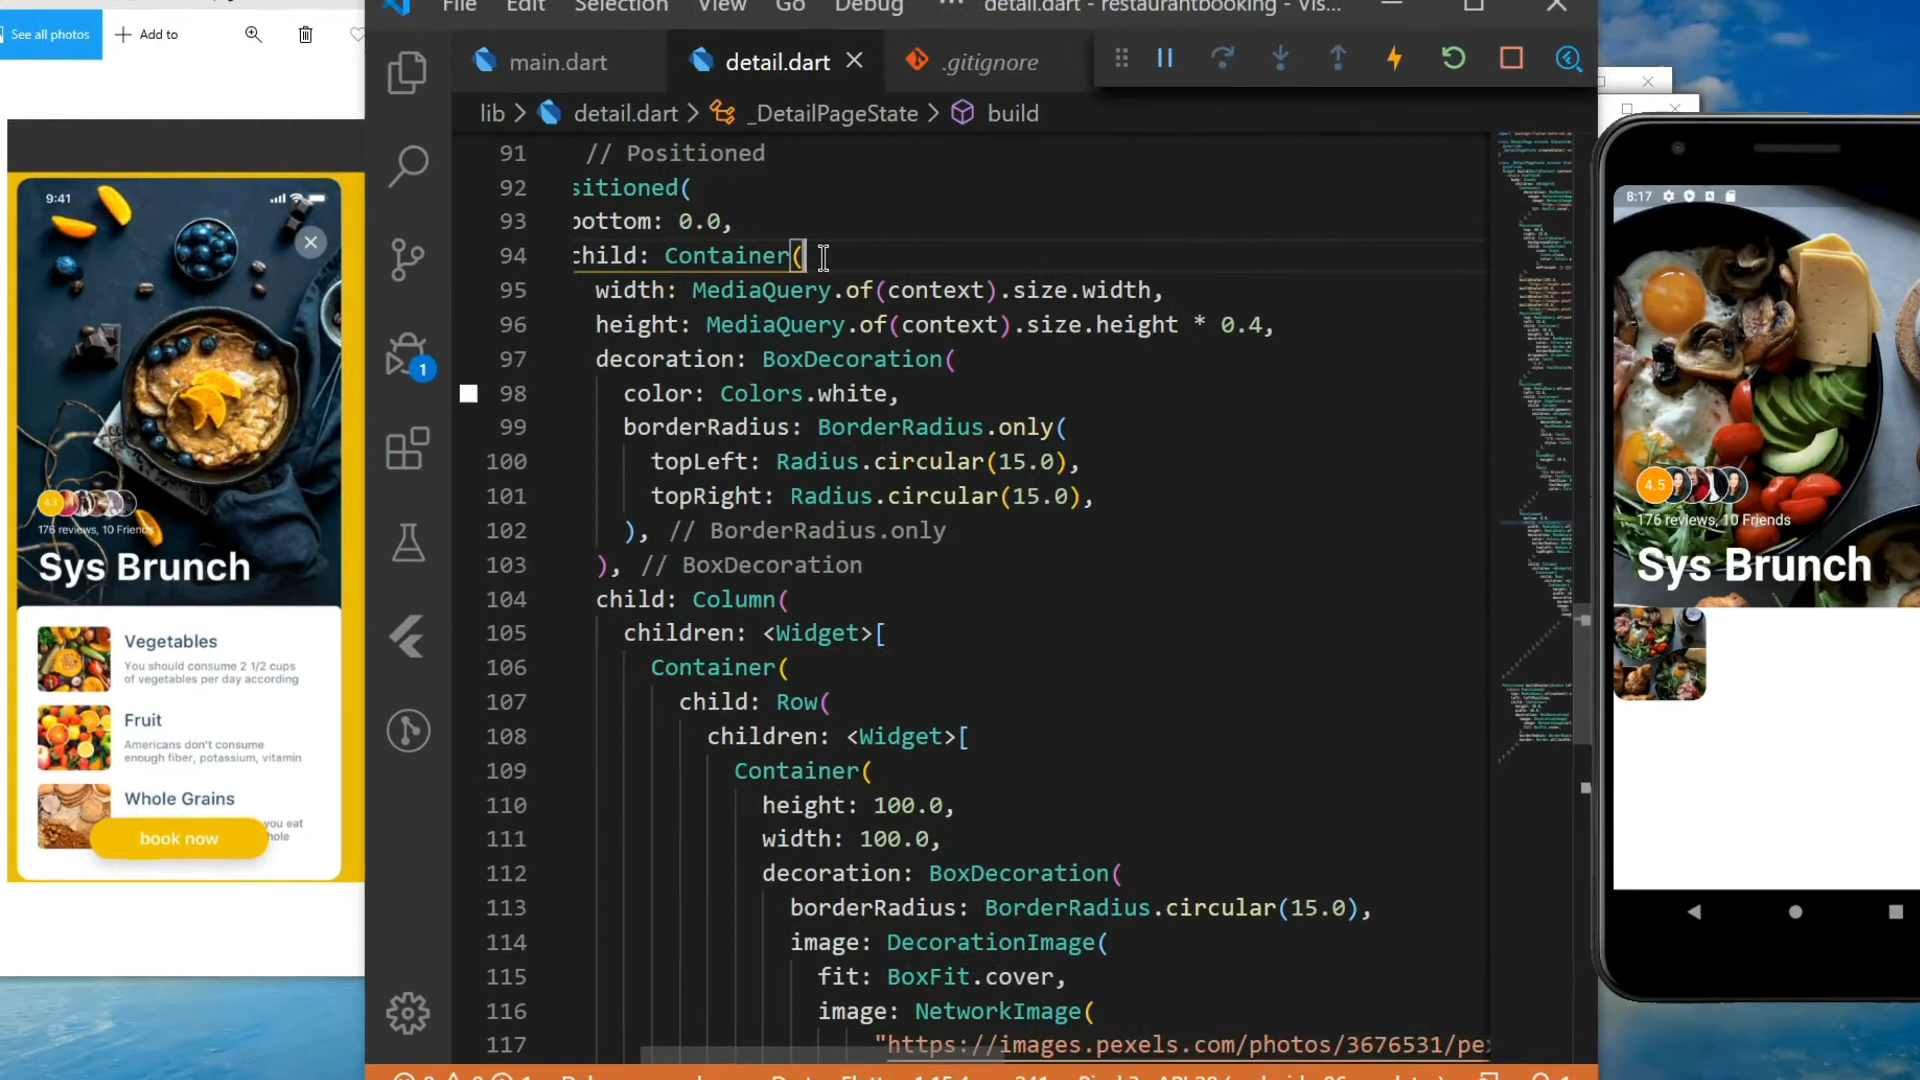 File Edit Selection View Go Debug ··· detail.dart - restaurantbooking - Vis...
See all photos
Add to
main.dart
detail.dart
.gitignore
lib > detail.dart > _DetailPageState > build
91 // Positioned
92 sitioned(
93 bottom: 0.0,
94 child: Container(
95 width: MediaQuery.of(context).size.width,
96 height: MediaQuery.of(context).size.height * 0.4,
97 decoration: BoxDecoration(
98 color: Colors.white,
99 borderRadius: BorderRadius.only(
100 topLeft: Radius.circular(15.0),
101 topRight: Radius.circular(15.0),
102 ), // BorderRadius.only
103 ), // BoxDecoration
104 child: Column(
105 children: <Widget>[
106 Container(
107 child: Row(
108 children: <Widget>[
109 Container(
110 height: 100.0,
111 width: 100.0,
112 decoration: BoxDecoration(
113 borderRadius: BorderRadius.circular(15.0),
114 image: DecorationImage(
115 fit: BoxFit.cover,
116 image: NetworkImage(
117 "https://images.pexels.com/photos/3676531/pex
1
9:41
4.5
176 reviews, 10 Friends
Sys Brunch
Vegetables
You should consume 2 1/2 cups
of vegetables per day according
Fruit
Americans don't consume
enough fiber, potassium, vitamin
Whole Grains
you eat
book now
8:17
4.5
176 reviews, 10 Friends
Sys Brunch